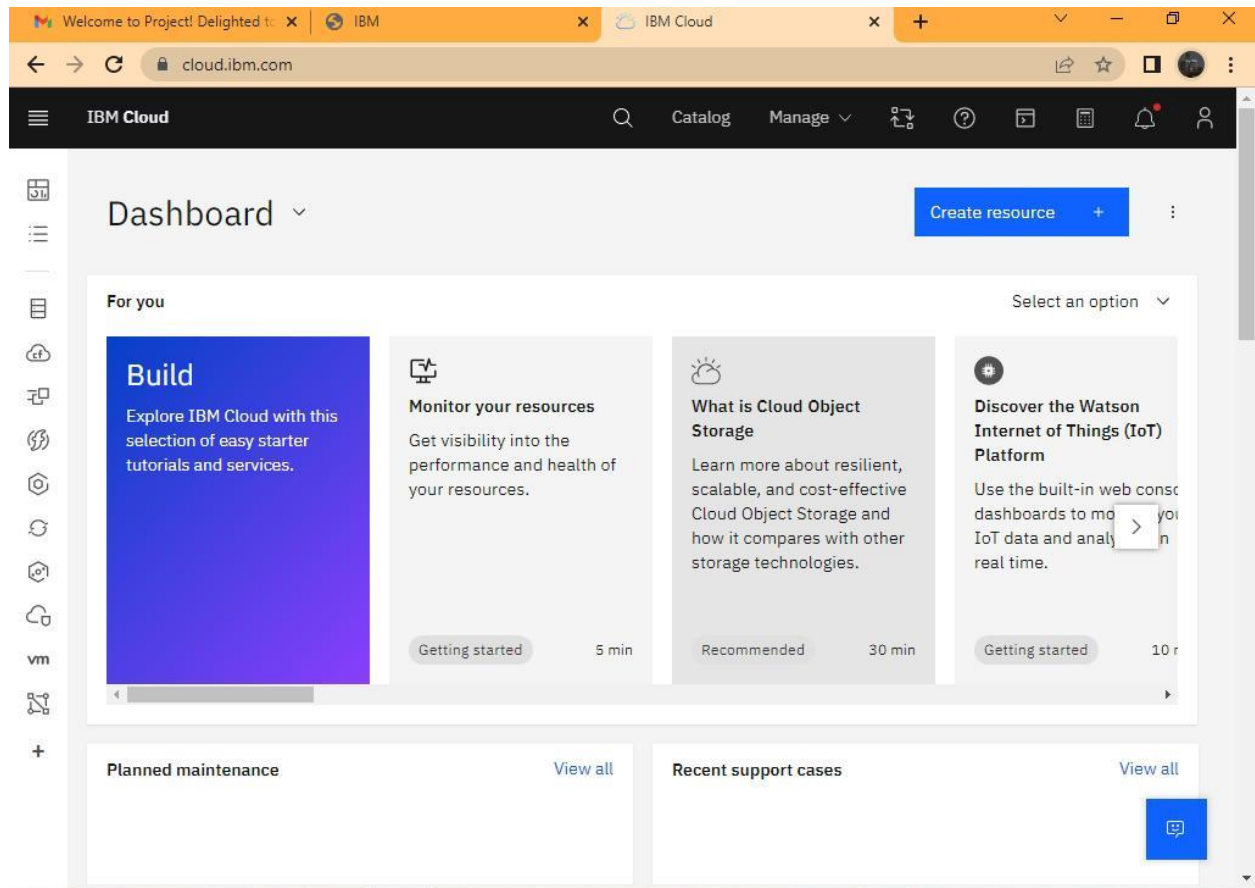 Welcome to Project! Delighted to
IBM
IBM Cloud
cloud.ibm.com
IBM Cloud
Catalog
Manage
Dashboard
Create resource +
For you
Select an option
Build
Explore IBM Cloud with this
selection of easy starter
tutorials and services.
Monitor your resources
Get visibility into the
performance and health of
your resources.
Getting started
5 min
What is Cloud Object
Storage
Learn more about resilient,
scalable, and cost-effective
Cloud Object Storage and
how it compares with other
storage technologies.
Recommended
30 min
Discover the Watson
Internet of Things (IoT)
Platform
Use the built-in web
dashboards to
IoT data and
real time.
Getting started
10
cf
vm
Planned maintenance
View all
Recent support cases
View all